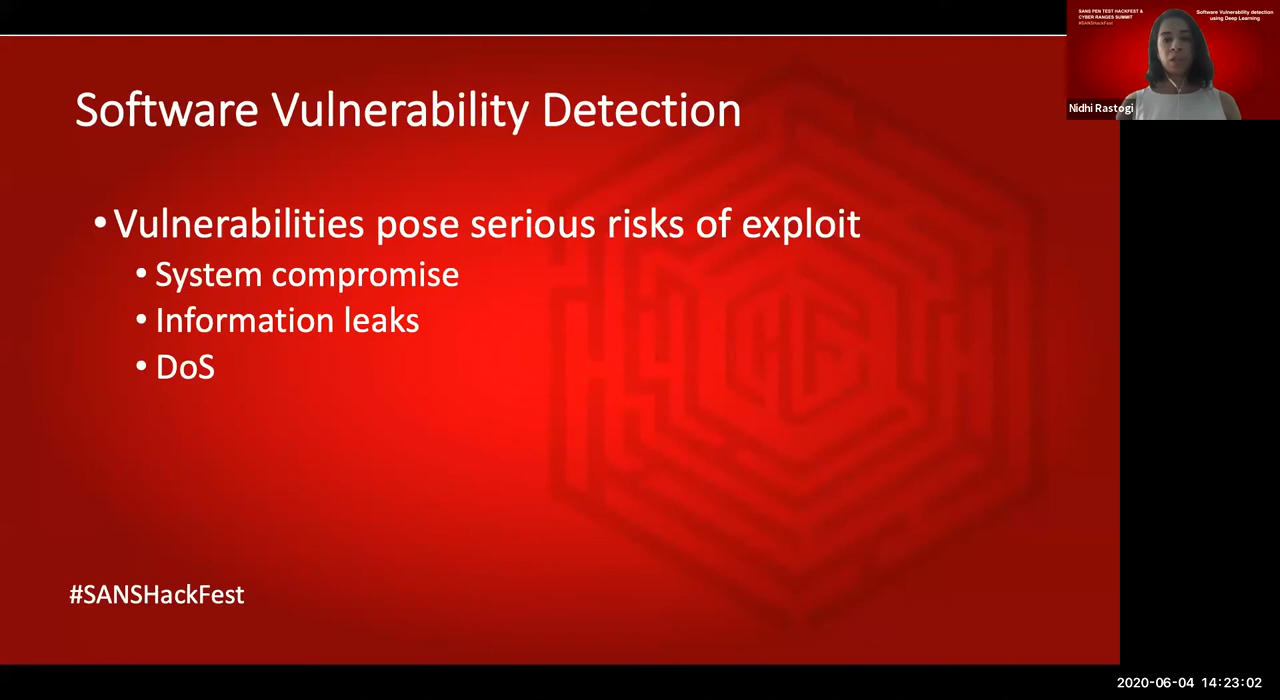 Software Vulnerability Detection
• Vulnerabilities pose serious risks of exploit
• System compromise
• Information leaks
• DoS
#SANSHackFest
SANS PEN TEST HACKFEST &
CYBER RANGES SUMMIT
#SANSHackFest
Software Vulnerability detection
using Deep Learning
Nidhi Rastogi
2020-06-04 14:23:02